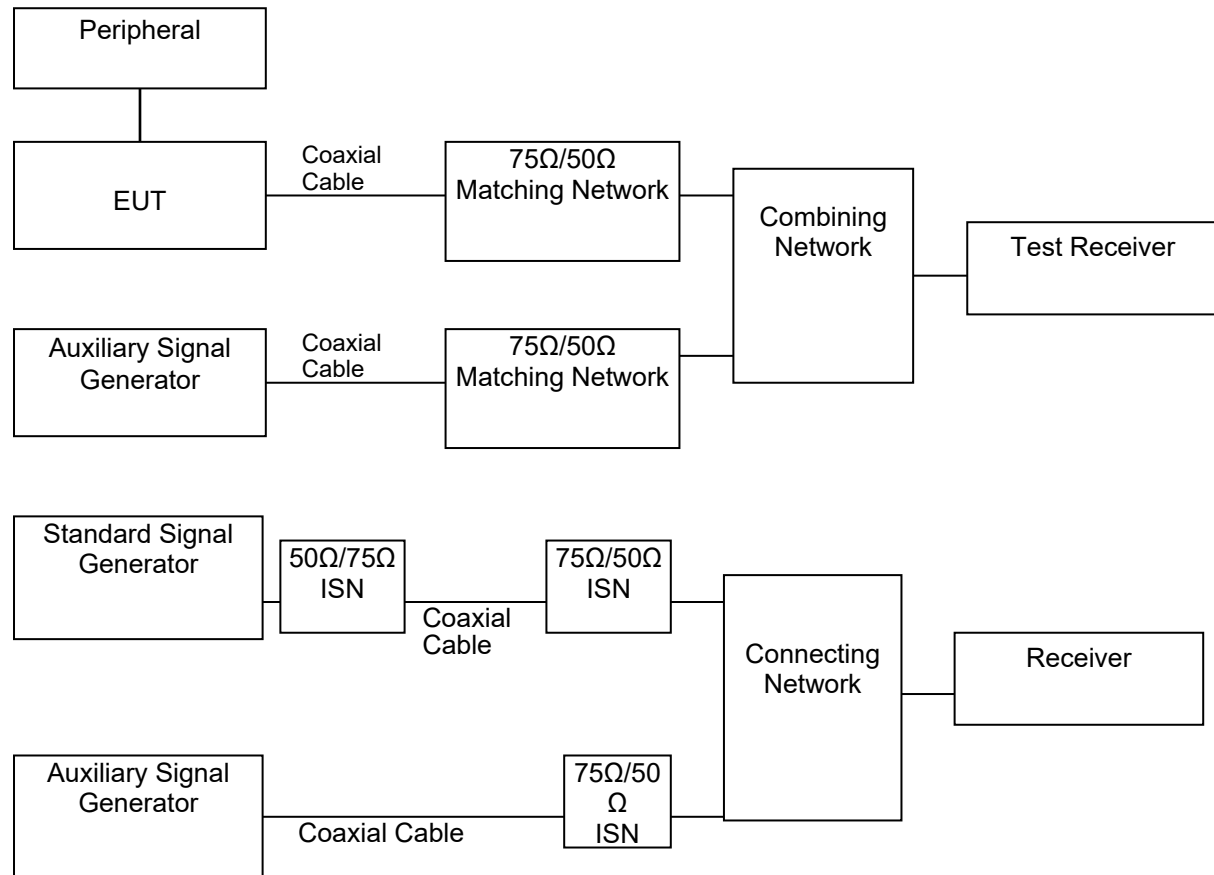 Peripheral
EUT
Coaxial
Cable
75Ω/50Ω
Matching Network
Combining
Network
Test Receiver
Auxiliary Signal
Generator
Coaxial
Cable
75Ω/50Ω
Matching Network
Standard Signal
Generator
50Ω/75Ω
ISN
Coaxial
Cable
75Ω/50Ω
ISN
Connecting
Network
Receiver
Auxiliary Signal
Generator
Coaxial Cable
75Ω/50
Ω
ISN